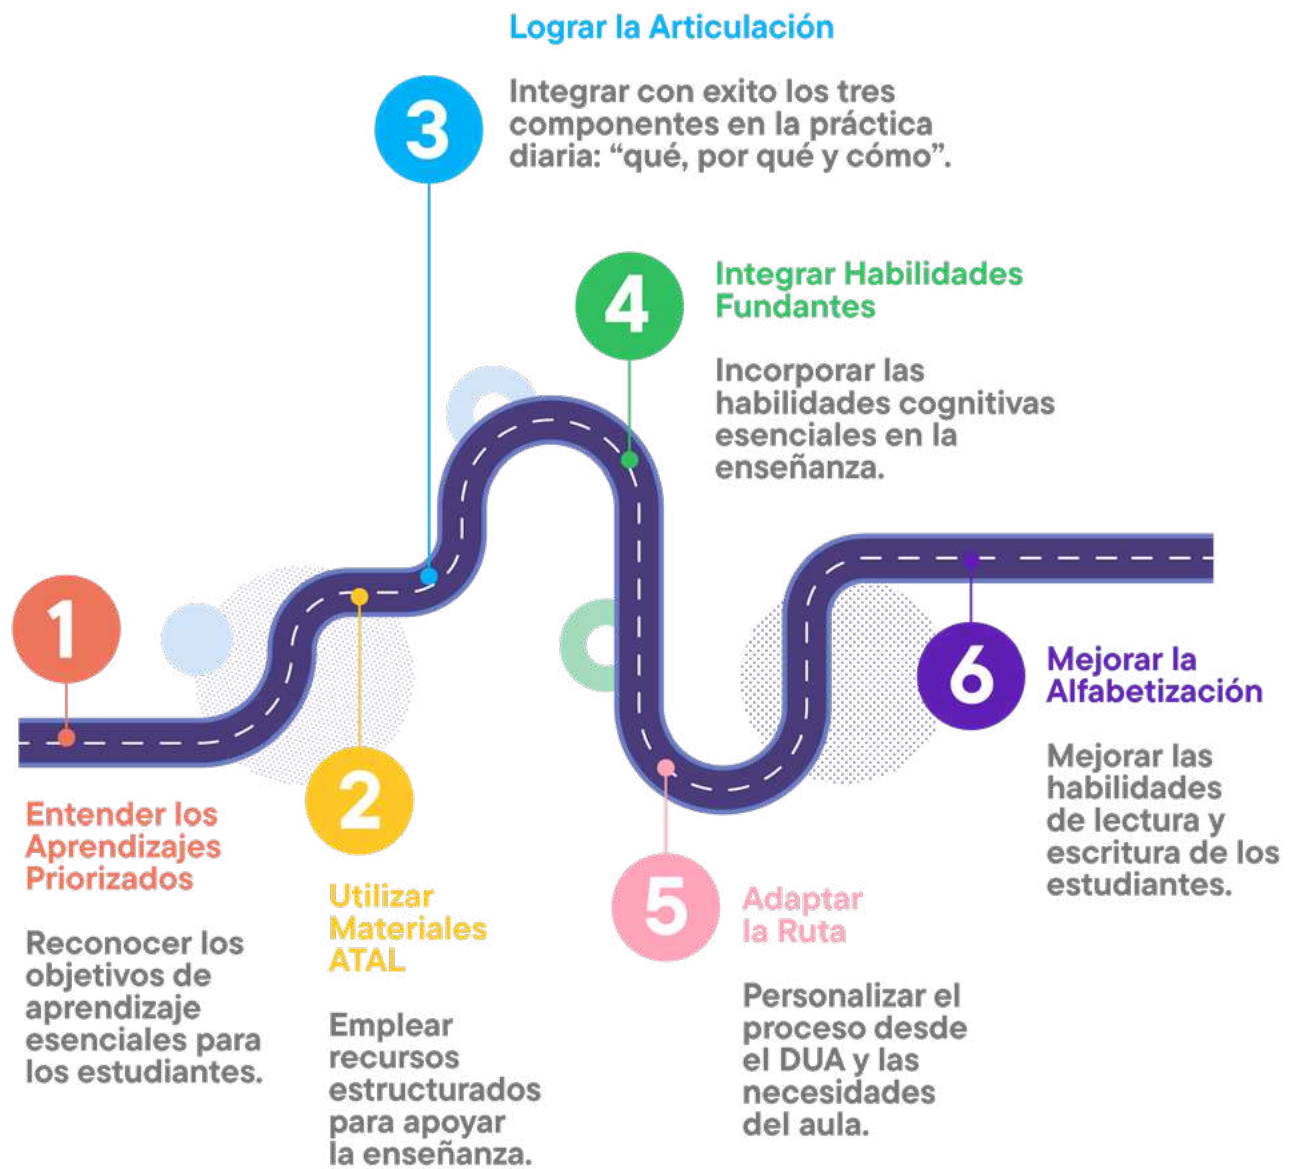 1
Entender los
Aprendizajes
Priorizados
Reconocer los
objetivos de
aprendizaje
esenciales para
los estudiantes.
2
Utilizar
Materiales
ATAL
Emplear
recursos
estructurados
para apoyar
la enseñanza.
3
Lograr la Articulación
Integrar con exito los tres
componentes en la práctica
diaria: “qué, por qué y cómo”.
4
Integrar Habilidades
Fundantes
Incorporar las
habilidades cognitivas
esenciales en la
enseñanza.
5
Adaptar
la Ruta
Personalizar el
proceso desde
el DUA y las
necesidades
del aula.
6
Mejorar la
Alfabetización
Mejorar las
habilidades
de lectura y
escritura de los
estudiantes.